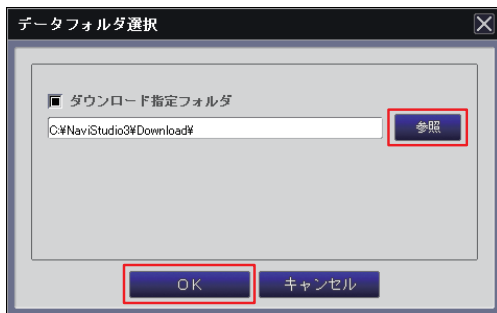 データフォルダ選択
ダウンロード指定フォルダ
C:¥NaviStudio3¥Download¥
参照
OK
キャンセル